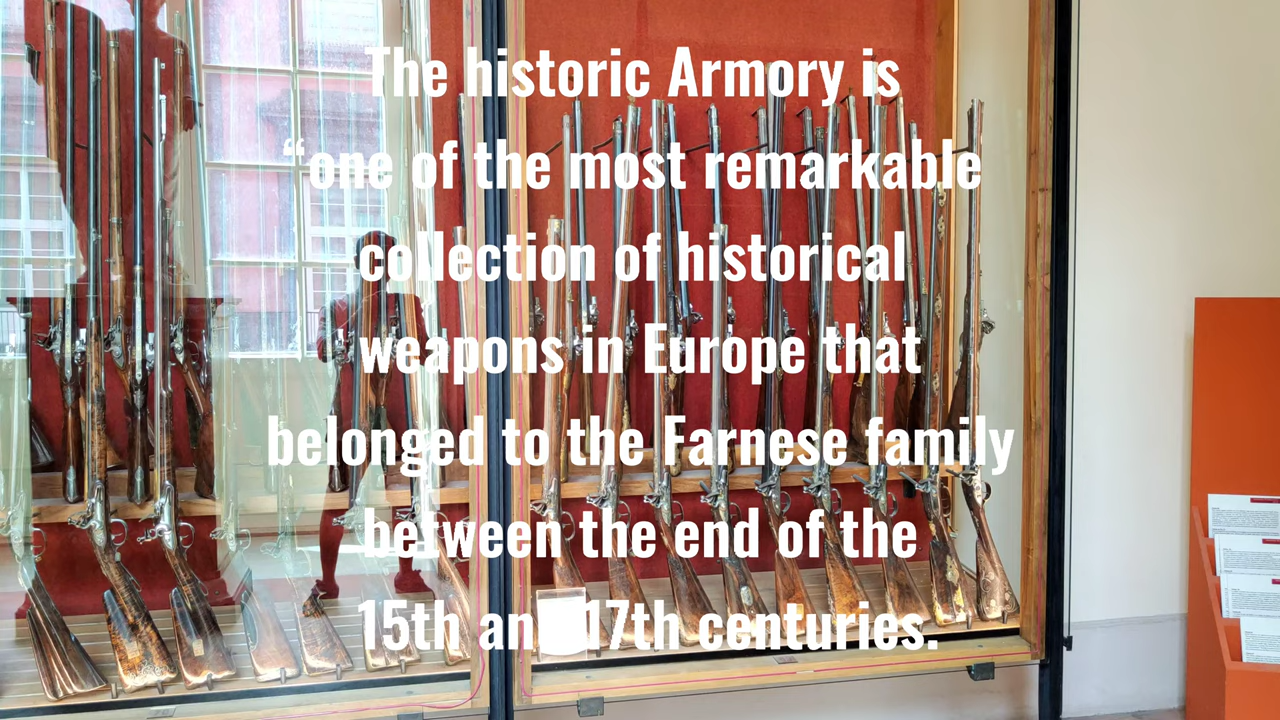 The historic Armory is
“one of the most remarkable
collection of historical
weapons in Europe that
belonged to the Farnese family
between the end of the
15th and 17th centuries.